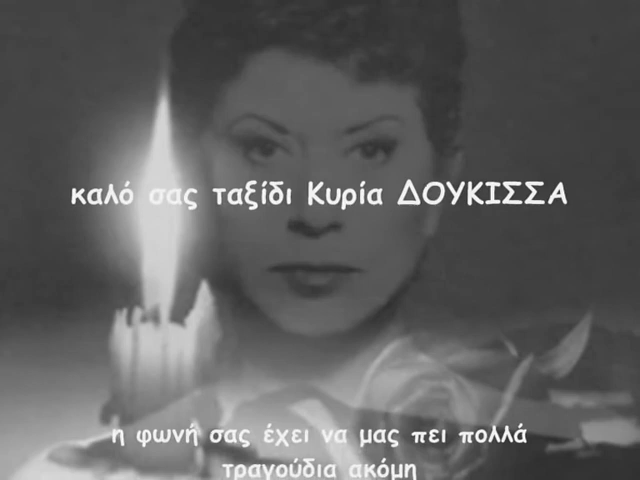 καλό σας ταξίδι Κυρία ΔΟΥΚΙΣΣΑ
η φωνή σας έχει να μας πει πολλά
τραγούδια ακόμη